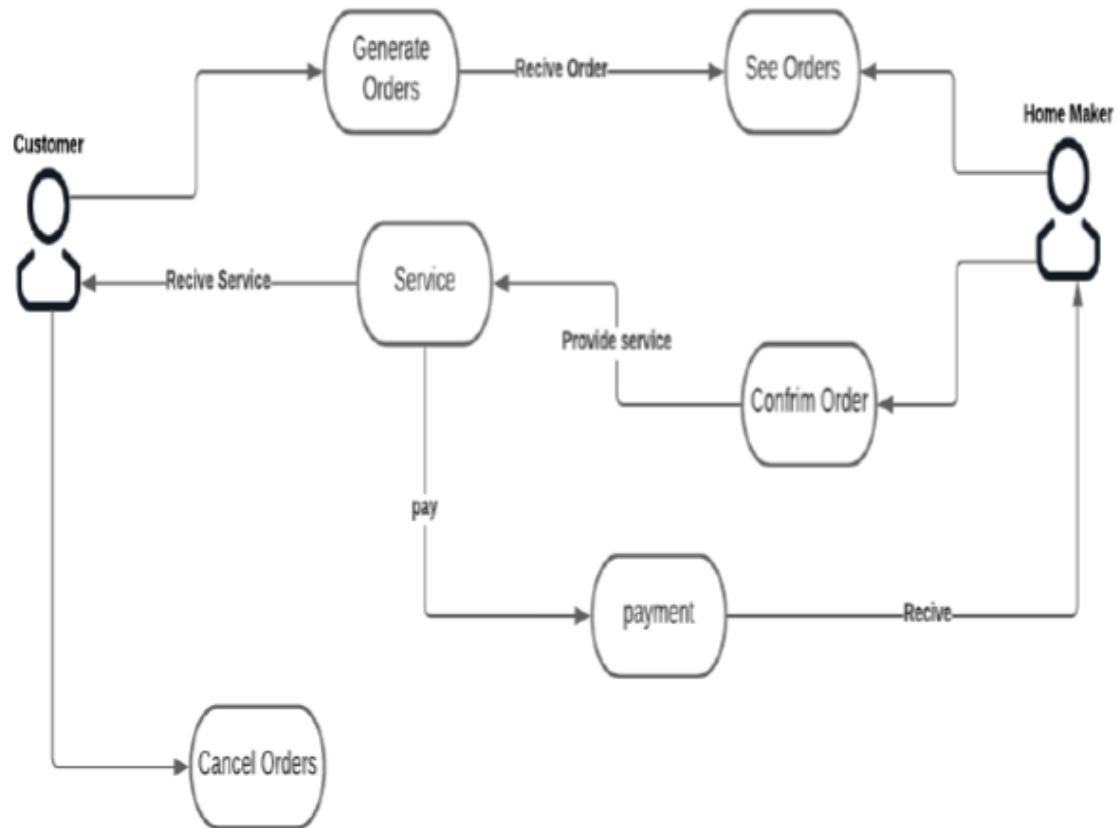 Generate
Orders
Recive Order
See Orders
Home Maker
Customer
Recive Service
Service
Provide service
Confrim Order
pay
payment
Recive
Cancel Orders